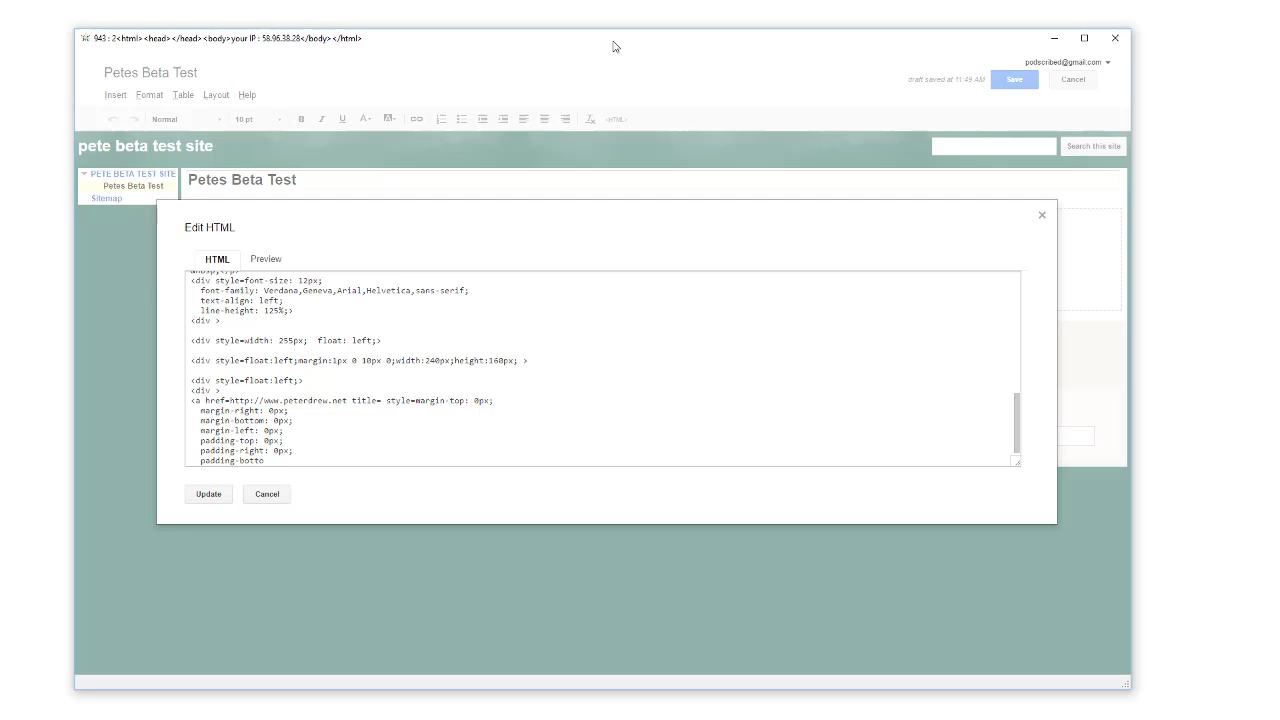 943 : 2<html><head></head><body>your IP : 58.96.38.28</body></html>
podscribed@gmail.com
Petes Beta Test
draft saved at 11:49 AM
Save
Cancel
Insert Format Table Layout Help
Normal 10 pt B I U A A <HTML>
pete beta test site
Search this site
PETE BETA TEST SITE
Petes Beta Test
Sitemap
Petes Beta Test
Edit HTML
HTML Preview
&nbsp;</p>
<div style=font-size: 12px;
font-family: Verdana,Geneva,Arial,Helvetica,sans-serif;
text-align: left;
line-height: 125%;>
<div >
<div style=width: 255px;  float: left;>
<div style=float:left;margin:1px 0 10px 0;width:240px;height:160px; >
<div style=float:left;>
<div >
<a href=http://www.peterdrew.net title= style=margin-top: 0px;
margin-right: 0px;
margin-bottom: 0px;
margin-left: 0px;
padding-top: 0px;
padding-right: 0px;
padding-botto
Update Cancel